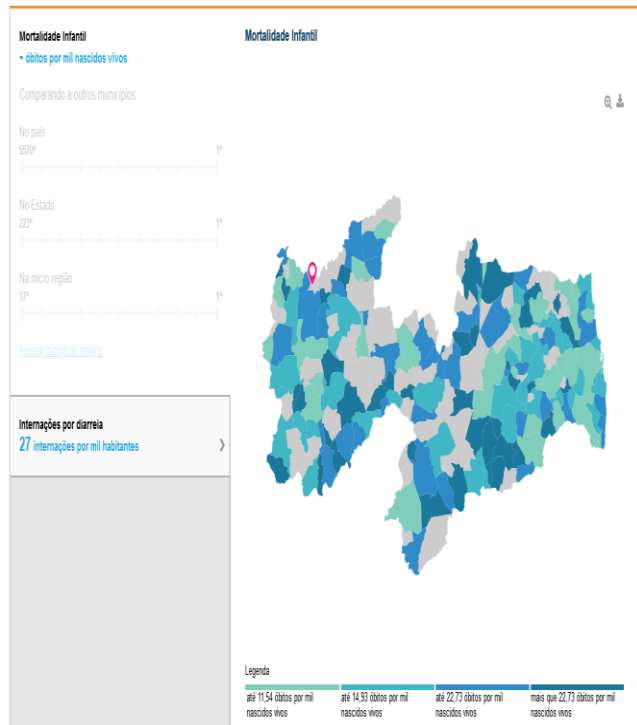 Mortalidade Infantil
- óbitos por mil nascidos vivos
Comparando a outros municípios
No país
5570º 1º
No Estado
223º 1º
Na micro região
17º 1º
Acessar página de ranking
Internações por diarreia
27 internações por mil habitantes
Mortalidade Infantil
Legenda
até 11,54 óbitos por mil
nascidos vivos
até 14,93 óbitos por mil
nascidos vivos
até 22,73 óbitos por mil
nascidos vivos
mais que 22,73 óbitos por mil
nascidos vivos